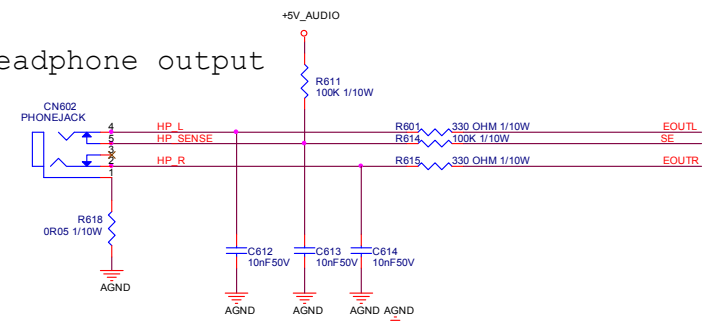 +5V_AUDIO
eadphone output
R611
100K 1/10W
CN602
PHONEJACK
4 HP_L R601 330 OHM 1/10W EOUTL
5 HP_SENSE R614 100K 1/10W SE
3
2 HP_R R615 330 OHM 1/10W EOUTR
1
R618
0R05 1/10W
C612 C613 C614
10nF50V 10nF50V 10nF50V
AGND
AGND AGND AGND AGND